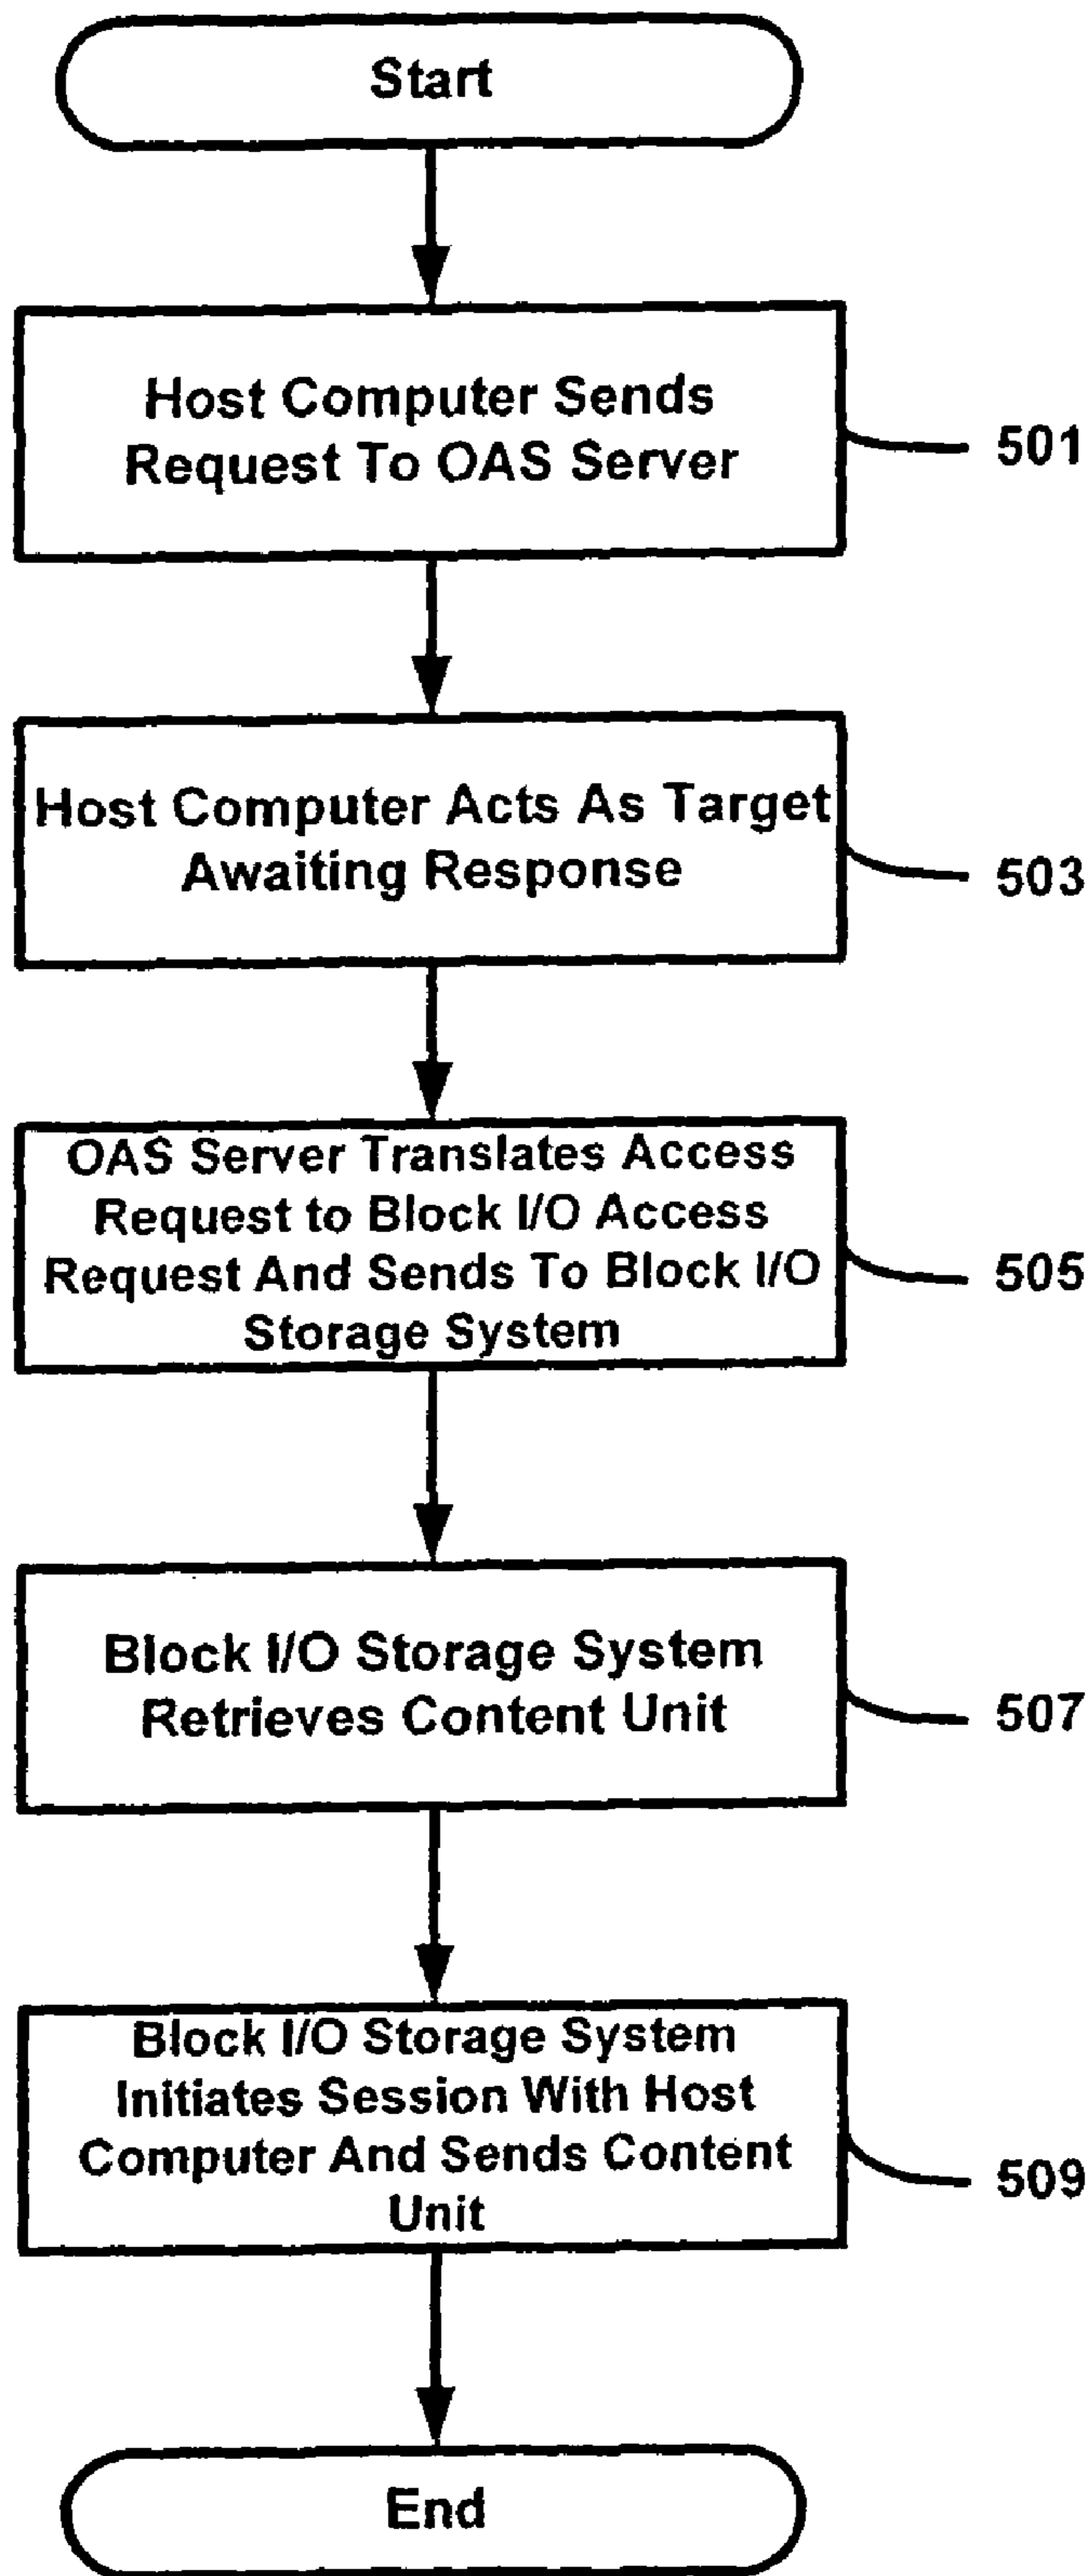 Start
Host Computer Sends
Request To OAS Server
501
Host Computer Acts As Target
Awaiting Response
503
OAS Server Translates Access
Request to Block I/O Access
Request And Sends To Block I/O
Storage System
505
Block I/O Storage System
Retrieves Content Unit
507
Block I/O Storage System
Initiates Session With Host
Computer And Sends Content
Unit
509
End